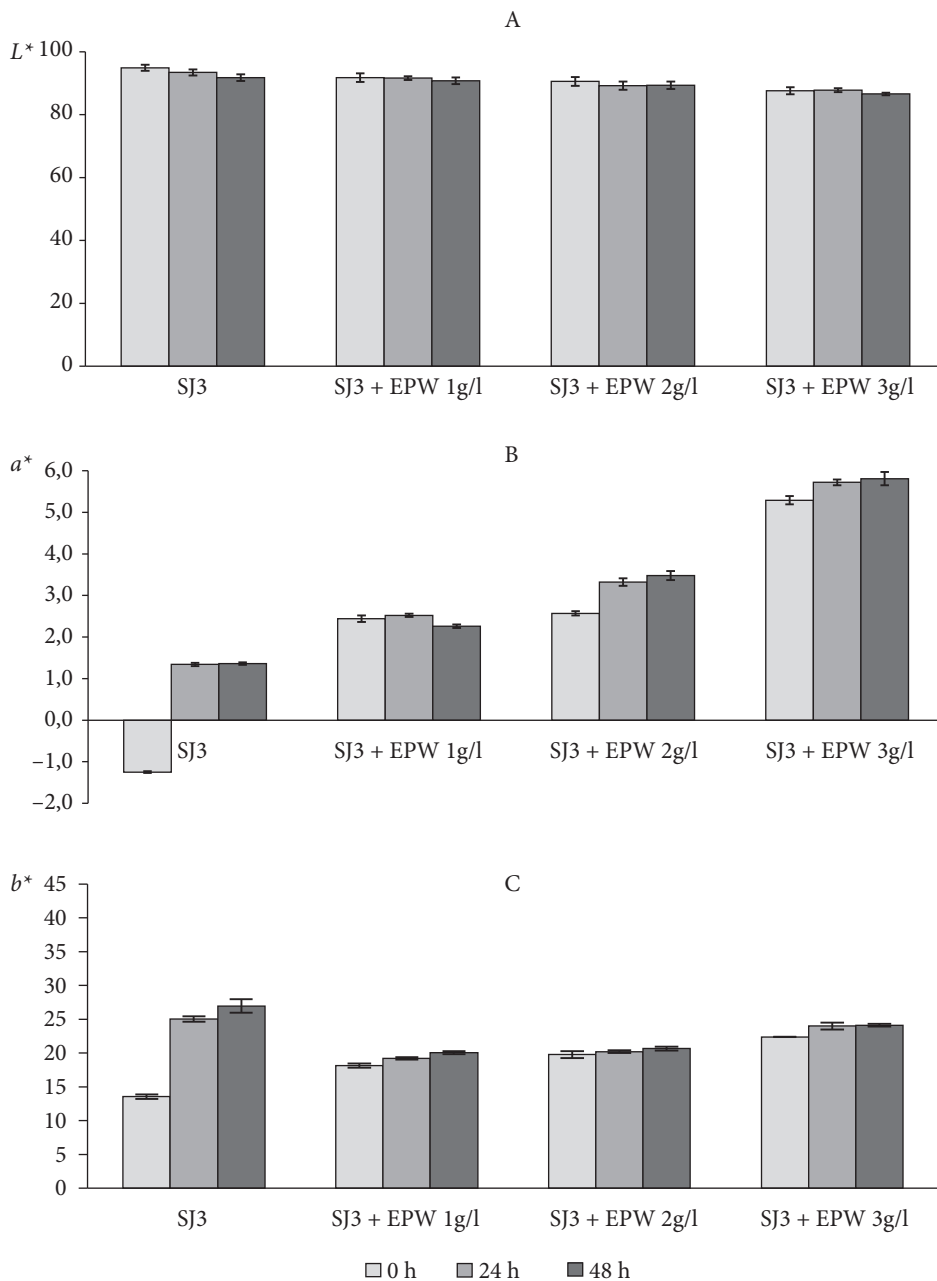 A
L* 100
80
60
40
20
0
SJ3 SJ3 + EPW 1g/l SJ3 + EPW 2g/l SJ3 + EPW 3g/l
B
a* 6,0
5,0
4,0
3,0
2,0
1,0
0,0
–1,0
–2,0
SJ3 SJ3 + EPW 1g/l SJ3 + EPW 2g/l SJ3 + EPW 3g/l
b* 45 C
40
35
30
25
20
15
10
5
0
SJ3 SJ3 + EPW 1g/l SJ3 + EPW 2g/l SJ3 + EPW 3g/l
0 h 24 h 48 h